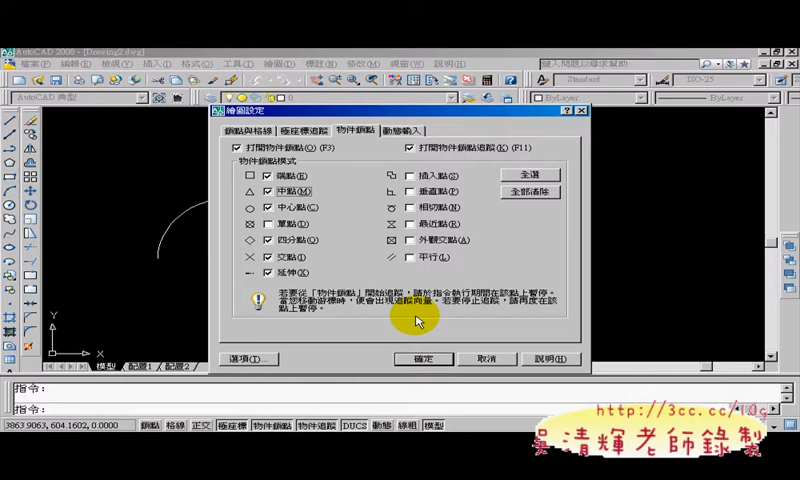 AutoCAD 2008 - [Drawing2.dwg]
檔案(F) 編輯(E) 檢視(V) 插入(I) 格式(O) 工具(T) 繪圖(D) 標註(N) 修改(M) 視窗(W) 說明(H) 鍵入問題以尋求幫助
Standard ISO-25
AutoCAD 典型 0 ByLayer ByLayer
繪圖設定
鎖點與格線 極座標追蹤 物件鎖點 動態輸入
打開物件鎖點(O) (F3) 打開物件鎖點追蹤(K) (F11)
物件鎖點模式
端點(E) 插入點(S) 全選
中點(M) 垂直點(P) 全部清除
中心點(C) 相切點(N)
單點(D) 最近點(R)
四分點(Q) 外觀交點(A)
交點(I) 平行(L)
延伸(X)
若要從「物件鎖點」開始追蹤,請於指令執行期間在該點上暫停。
當您移動游標時,便會出現追蹤向量。若要停止追蹤,請再度在該
點上暫停。
選項(T)... 確定 取消 說明(H)
Y
X
模型 配置1 配置2
指令:
指令:
3863.9063, 604.1602, 0.0000 鎖點 格線 正交 極座標 物件鎖點 物件追蹤 DUCS 動態 線粗 模型
http://3cc.cc/10g
吳清輝老師錄製